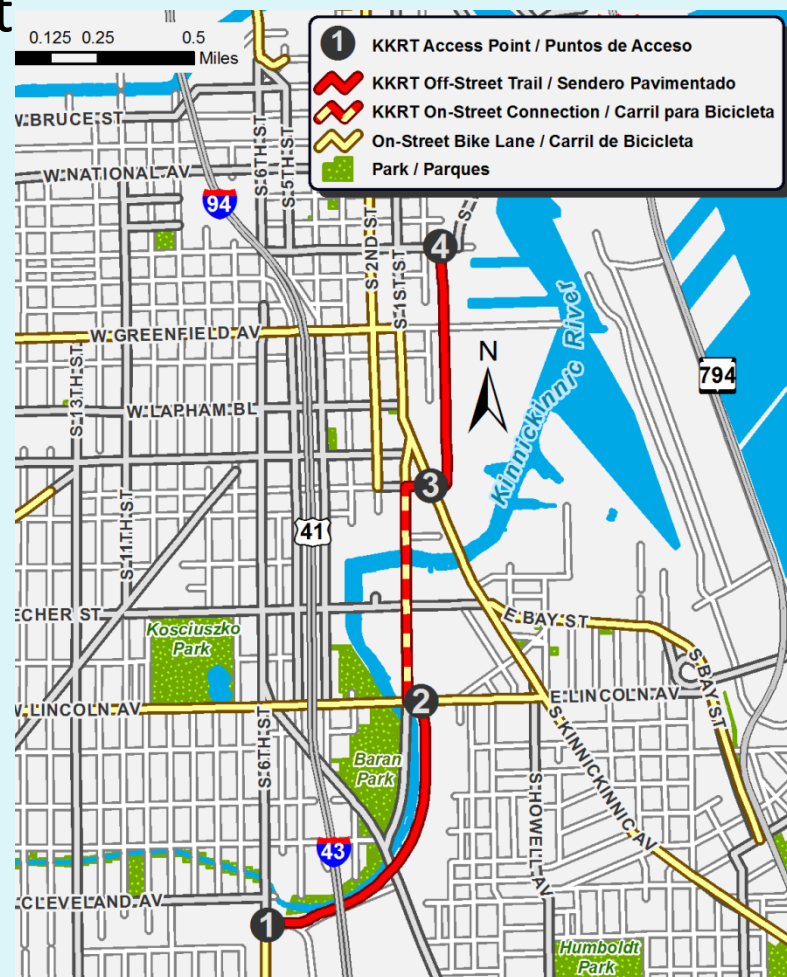 t
0.125 0.25 0.5
Miles
1 KKRT Access Point / Puntos de Acceso
KKRT Off-Street Trail / Sendero Pavimentado
KKRT On-Street Connection / Carril para Bicicleta
On-Street Bike Lane / Carril de Bicicleta
Park / Parques
W. BRUCE ST
S 6TH ST
S 5TH ST
W. NATIONAL AV
94
S 2ND ST
S 1ST ST
4
Kinnickinnic River
W. GREENFIELD AV
N
794
S 13TH ST
W. LAPHAM BL
3
S 11TH ST
41
ECHER ST
E BAY ST
Kosciuszko
Park
S BAY ST
W LINCOLN AV
2
E LINCOLN AV
S 6TH ST
Baran
Park
S KINNICKINNIC AV
S HOWELL AV
43
CLEVELAND AV
1
Humboldt
Park